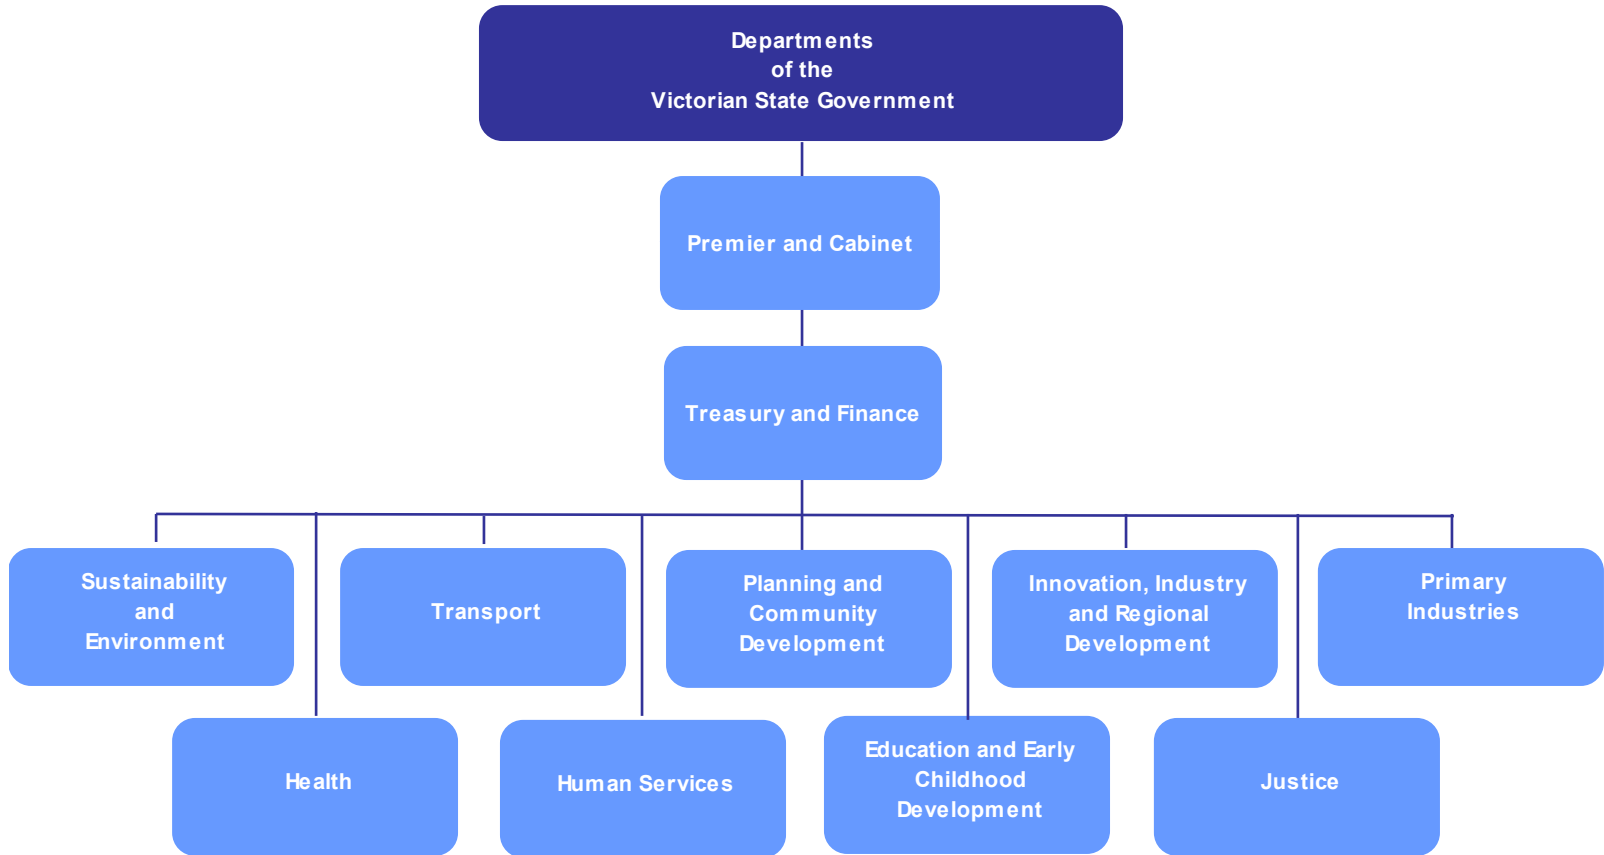 Departments
of the
Victorian State Government
Premier and Cabinet
Treasury and Finance
Sustainability
and
Environment
Transport
Planning and
Community
Development
Innovation, Industry
and Regional
Development
Primary
Industries
Health
Human Services
Education and Early
Childhood
Development
Justice